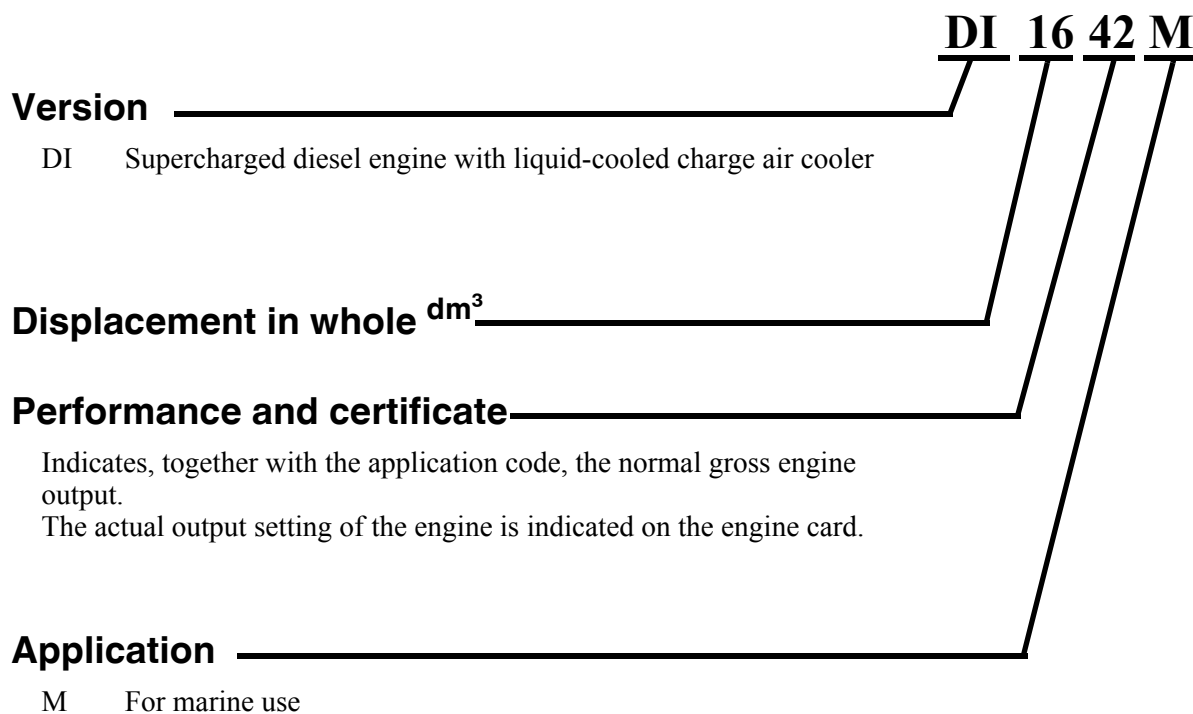 DI 16 42 M
Version
DI Supercharged diesel engine with liquid-cooled charge air cooler
Displacement in whole dm³
Performance and certificate
Indicates, together with the application code, the normal gross engine
output.
The actual output setting of the engine is indicated on the engine card.
Application
M For marine use